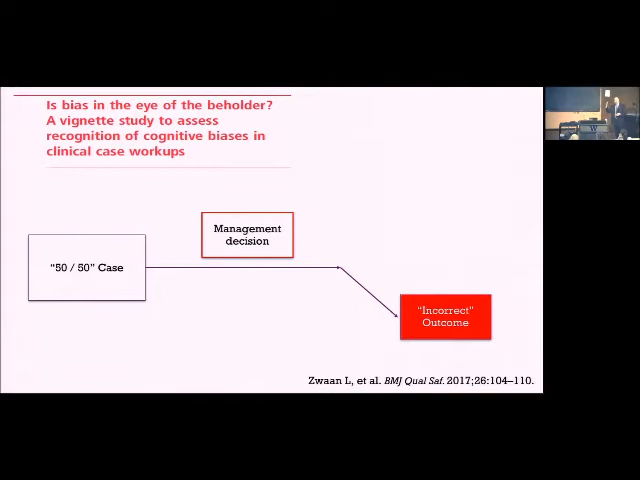 Is bias in the eye of the beholder?
A vignette study to assess
recognition of cognitive biases in
clinical case workups
Management
decision
"50 / 50" Case
"Incorrect"
Outcome
Zwaan L, et al. BMJ Qual Saf. 2017;26:104–110.